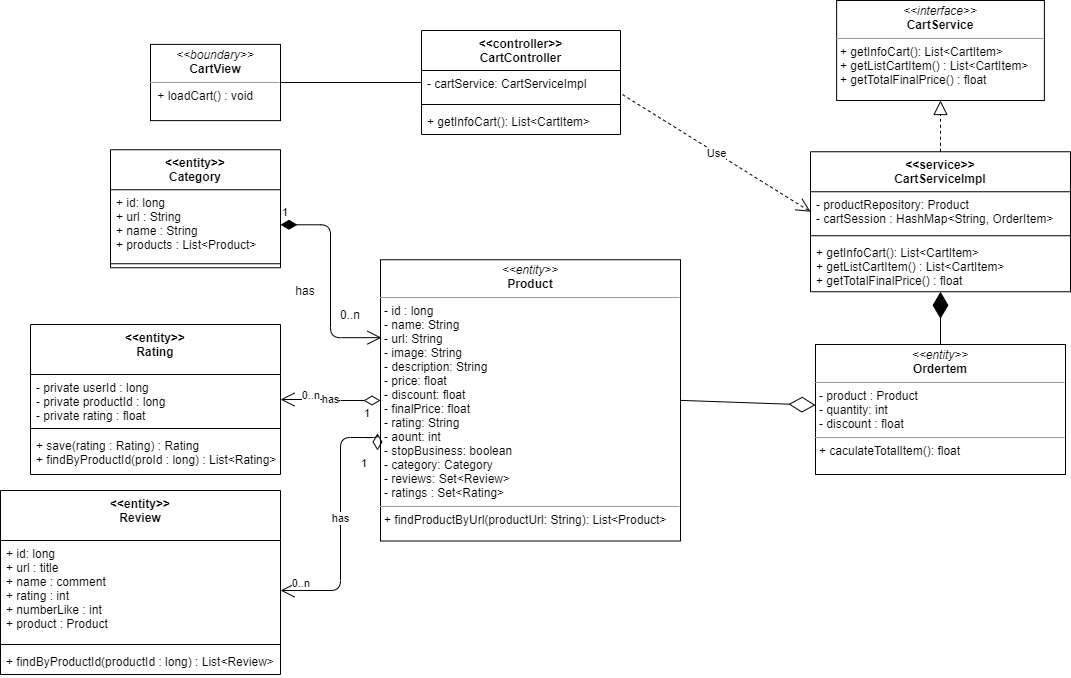 <<boundary>>
CartView
+ loadCart() : void
<<controller>>
CartController
- cartService: CartServiceImpl
+ getInfoCart(): List<CartItem>
<<interface>>
CartService
+ getInfoCart(): List<CartItem>
+ getListCartItem() : List<CartItem>
+ getTotalFinalPrice() : float
Use
<<service>>
CartServiceImpl
- productRepository: Product
- cartSession : HashMap<String, OrderItem>
+ getInfoCart(): List<CartItem>
+ getListCartItem() : List<CartItem>
+ getTotalFinalPrice() : float
<<entity>>
Category
+ id: long
+ url : String
+ name : String
+ products : List<Product>
1
has
0..n
<<entity>>
Product
- id : long
- name: String
- url: String
- image: String
- description: String
- price: float
- discount: float
- finalPrice: float
- rating: String
- aount: int
- stopBusiness: boolean
- category: Category
- reviews: Set<Review>
- ratings : Set<Rating>
+ findProductByUrl(productUrl: String): List<Product>
<<entity>>
Ordertem
- product : Product
- quantity: int
- discount : float
+ caculateTotalItem(): float
<<entity>>
Rating
- private userId : long
- private productId : long
- private rating : float
+ save(rating : Rating) : Rating
+ findByProductId(proId : long) : List<Rating>
0..n
has
1
1
has
0..n
<<entity>>
Review
+ id: long
+ url : title
+ name : comment
+ rating : int
+ numberLike : int
+ product : Product
+ findByProductId(productId : long) : List<Review>